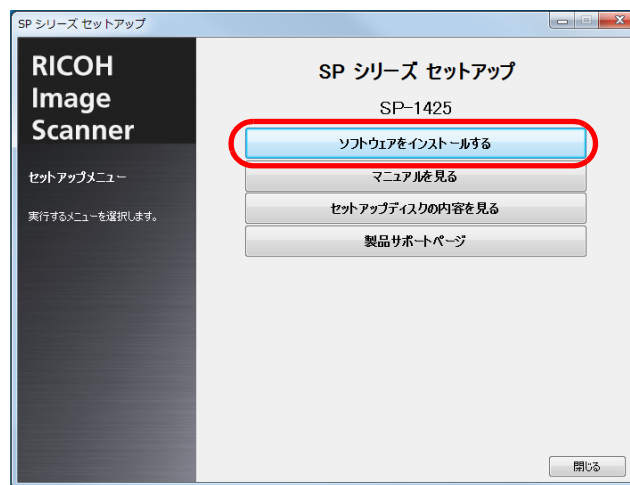 SP シリーズ セットアップ
RICOH
Image
Scanner
セットアップメニュー
実行するメニューを選択します。
SP シリーズ セットアップ
SP-1425
ソフトウェアをインストールする
マニュアルを見る
セットアップディスクの内容を見る
製品サポートページ
閉じる